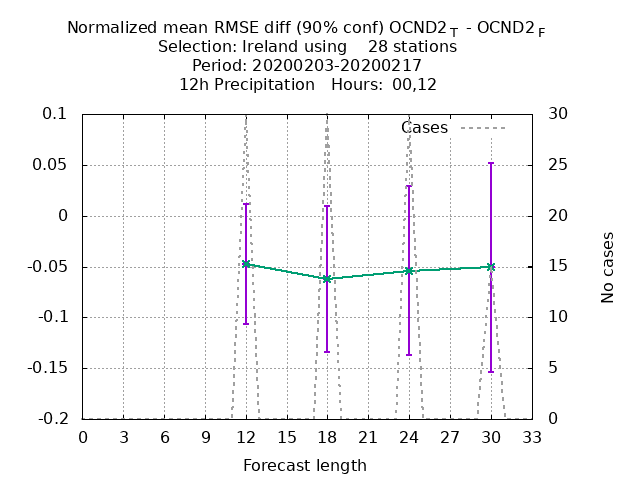 Normalized mean RMSE diff (90% conf) OCND2 T - OCND2 F
Selection: Ireland using 28 stations
Period: 20200203-20200217
12h Precipitation Hours: 00,12
Cases
0.1
0.05
0
-0.05
-0.1
-0.15
-0.2
30
25
20
15
10
5
0
No cases
0 3 6 9 12 15 18 21 24 27 30 33
Forecast length